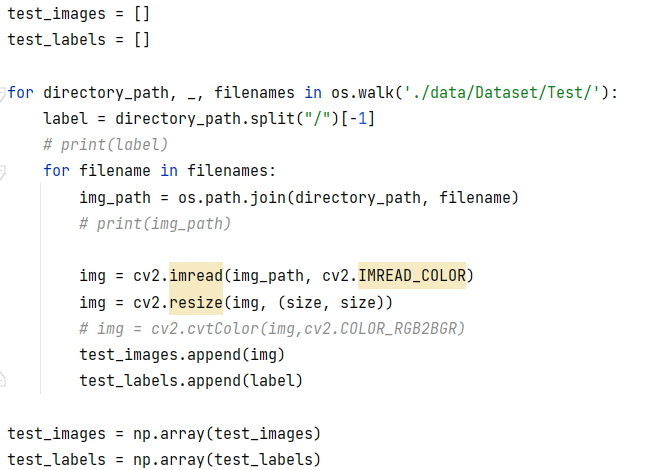 test_images = []
test_labels = []
for directory_path, _, filenames in os.walk('./data/Dataset/Test/'):
    label = directory_path.split("/")[-1]
    # print(label)
    for filename in filenames:
        img_path = os.path.join(directory_path, filename)
        # print(img_path)
        img = cv2.imread(img_path, cv2.IMREAD_COLOR)
        img = cv2.resize(img, (size, size))
        # img = cv2.cvtColor(img,cv2.COLOR_RGB2BGR)
        test_images.append(img)
        test_labels.append(label)
test_images = np.array(test_images)
test_labels = np.array(test_labels)